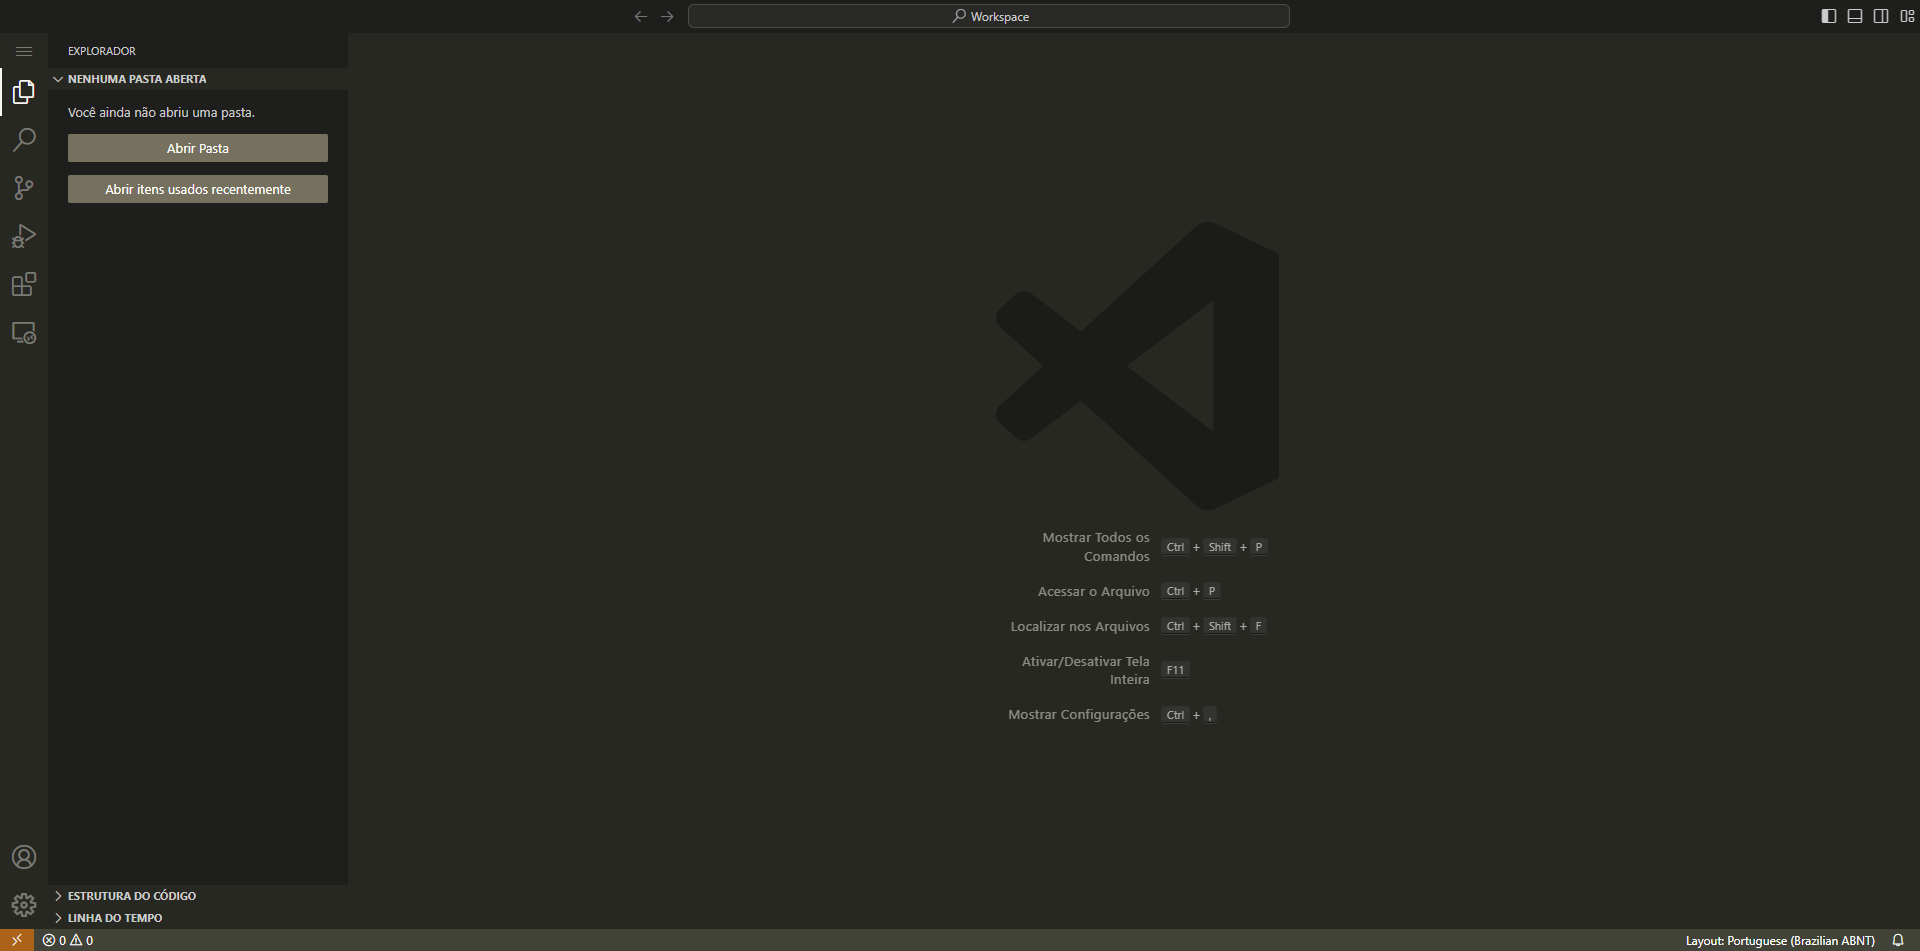 Workspace
EXPLORADOR
NENHUMA PASTA ABERTA
Você ainda não abriu uma pasta.
Abrir Pasta
Abrir itens usados recentemente
Mostrar Todos os
Comandos
Ctrl + Shift + P
Acessar o Arquivo Ctrl + P
Localizar nos Arquivos Ctrl + Shift + F
Ativar/Desativar Tela
Inteira
F11
Mostrar Configurações Ctrl + ,
ESTRUTURA DO CÓDIGO
LINHA DO TEMPO
0 0
Layout: Portuguese (Brazilian ABNT)